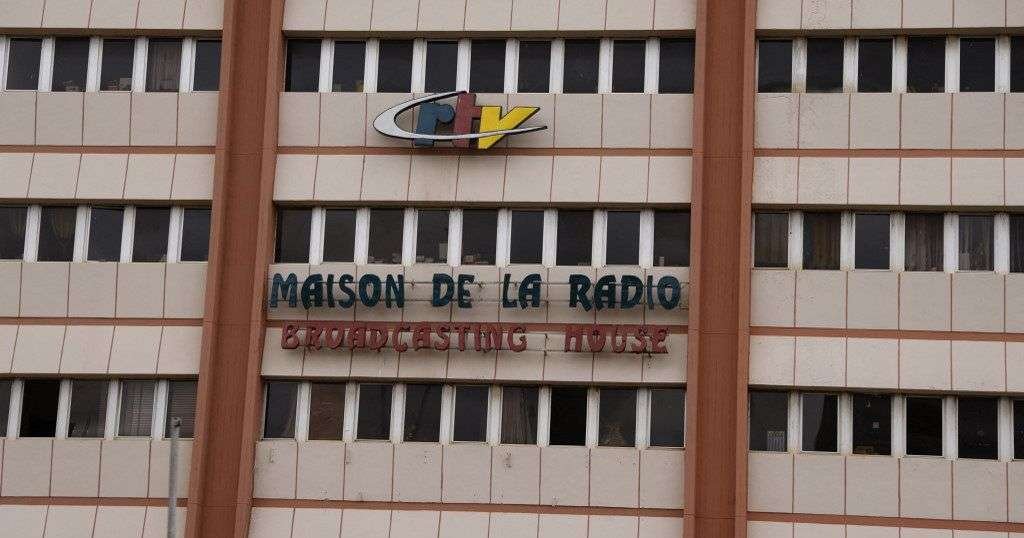 crtv
MAISON DE LA RADIO
BROADCASTING HOUSE